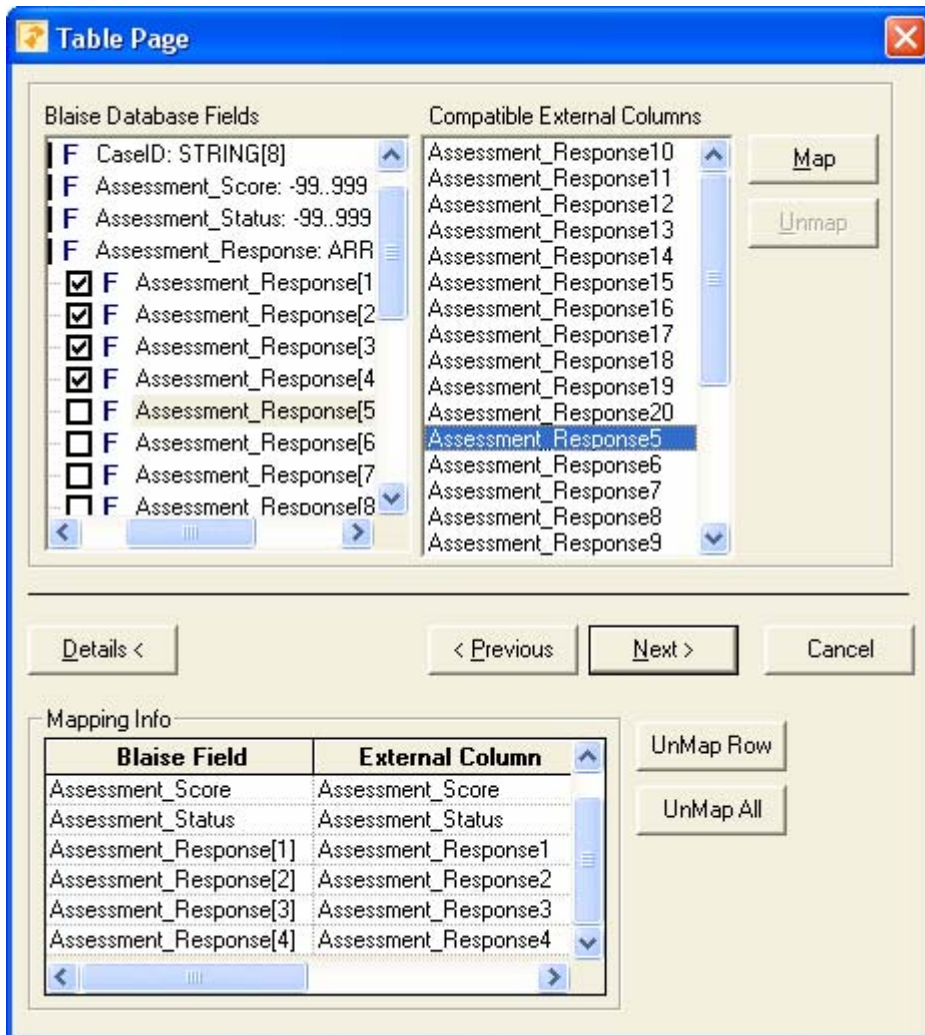 Table Page
Blaise Database Fields
F CaseID: STRING[8]
F Assessment_Score: -99..999
F Assessment_Status: -99..999
F Assessment_Response: ARR
F Assessment_Response[1
F Assessment_Response[2
F Assessment_Response[3
F Assessment_Response[4
F Assessment_Response[5
F Assessment_Response[6
F Assessment_Response[7
F Assessment_Response[8
Compatible External Columns
Assessment_Response10
Assessment_Response11
Assessment_Response12
Assessment_Response13
Assessment_Response14
Assessment_Response15
Assessment_Response16
Assessment_Response17
Assessment_Response18
Assessment_Response19
Assessment_Response20
Assessment_Response5
Assessment_Response6
Assessment_Response7
Assessment_Response8
Assessment_Response9
Map
Unmap
Details <
< Previous
Next >
Cancel
Mapping Info
Blaise Field External Column
Assessment_Score Assessment_Score
Assessment_Status Assessment_Status
Assessment_Response[1] Assessment_Response1
Assessment_Response[2] Assessment_Response2
Assessment_Response[3] Assessment_Response3
Assessment_Response[4] Assessment_Response4
UnMap Row
UnMap All